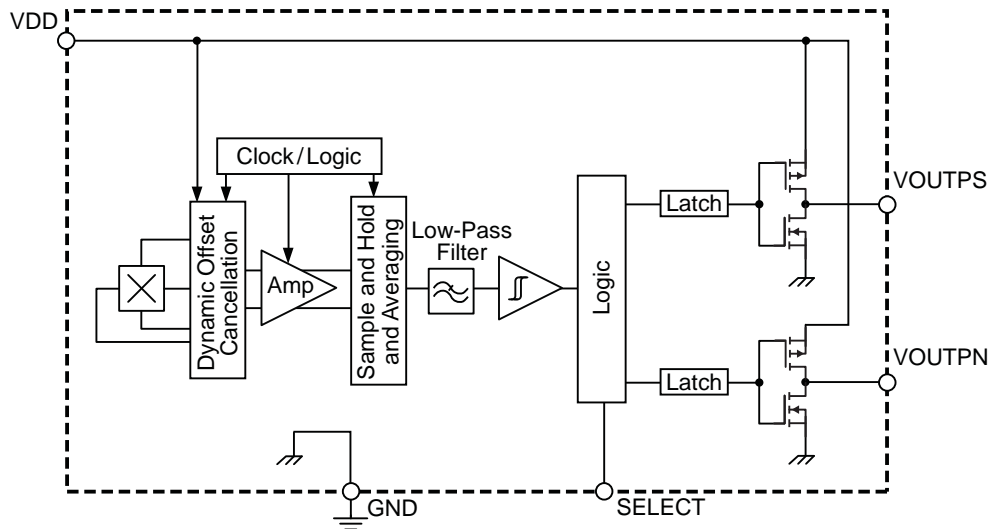 VDD
Clock/Logic
Dynamic Offset
Cancellation
Amp
Sample and Hold
and Averaging
Low-Pass
Filter
Logic
Latch
VOUTPS
Latch
VOUTPN
GND
SELECT